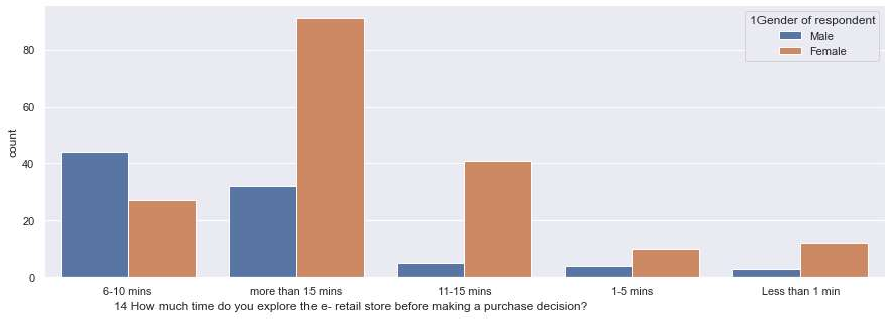 1Gender of respondent
Male
Female
80
60
40
20
0
count
6-10 mins
more than 15 mins
11-15 mins
1-5 mins
Less than 1 min
14 How much time do you explore the e- retail store before making a purchase decision?